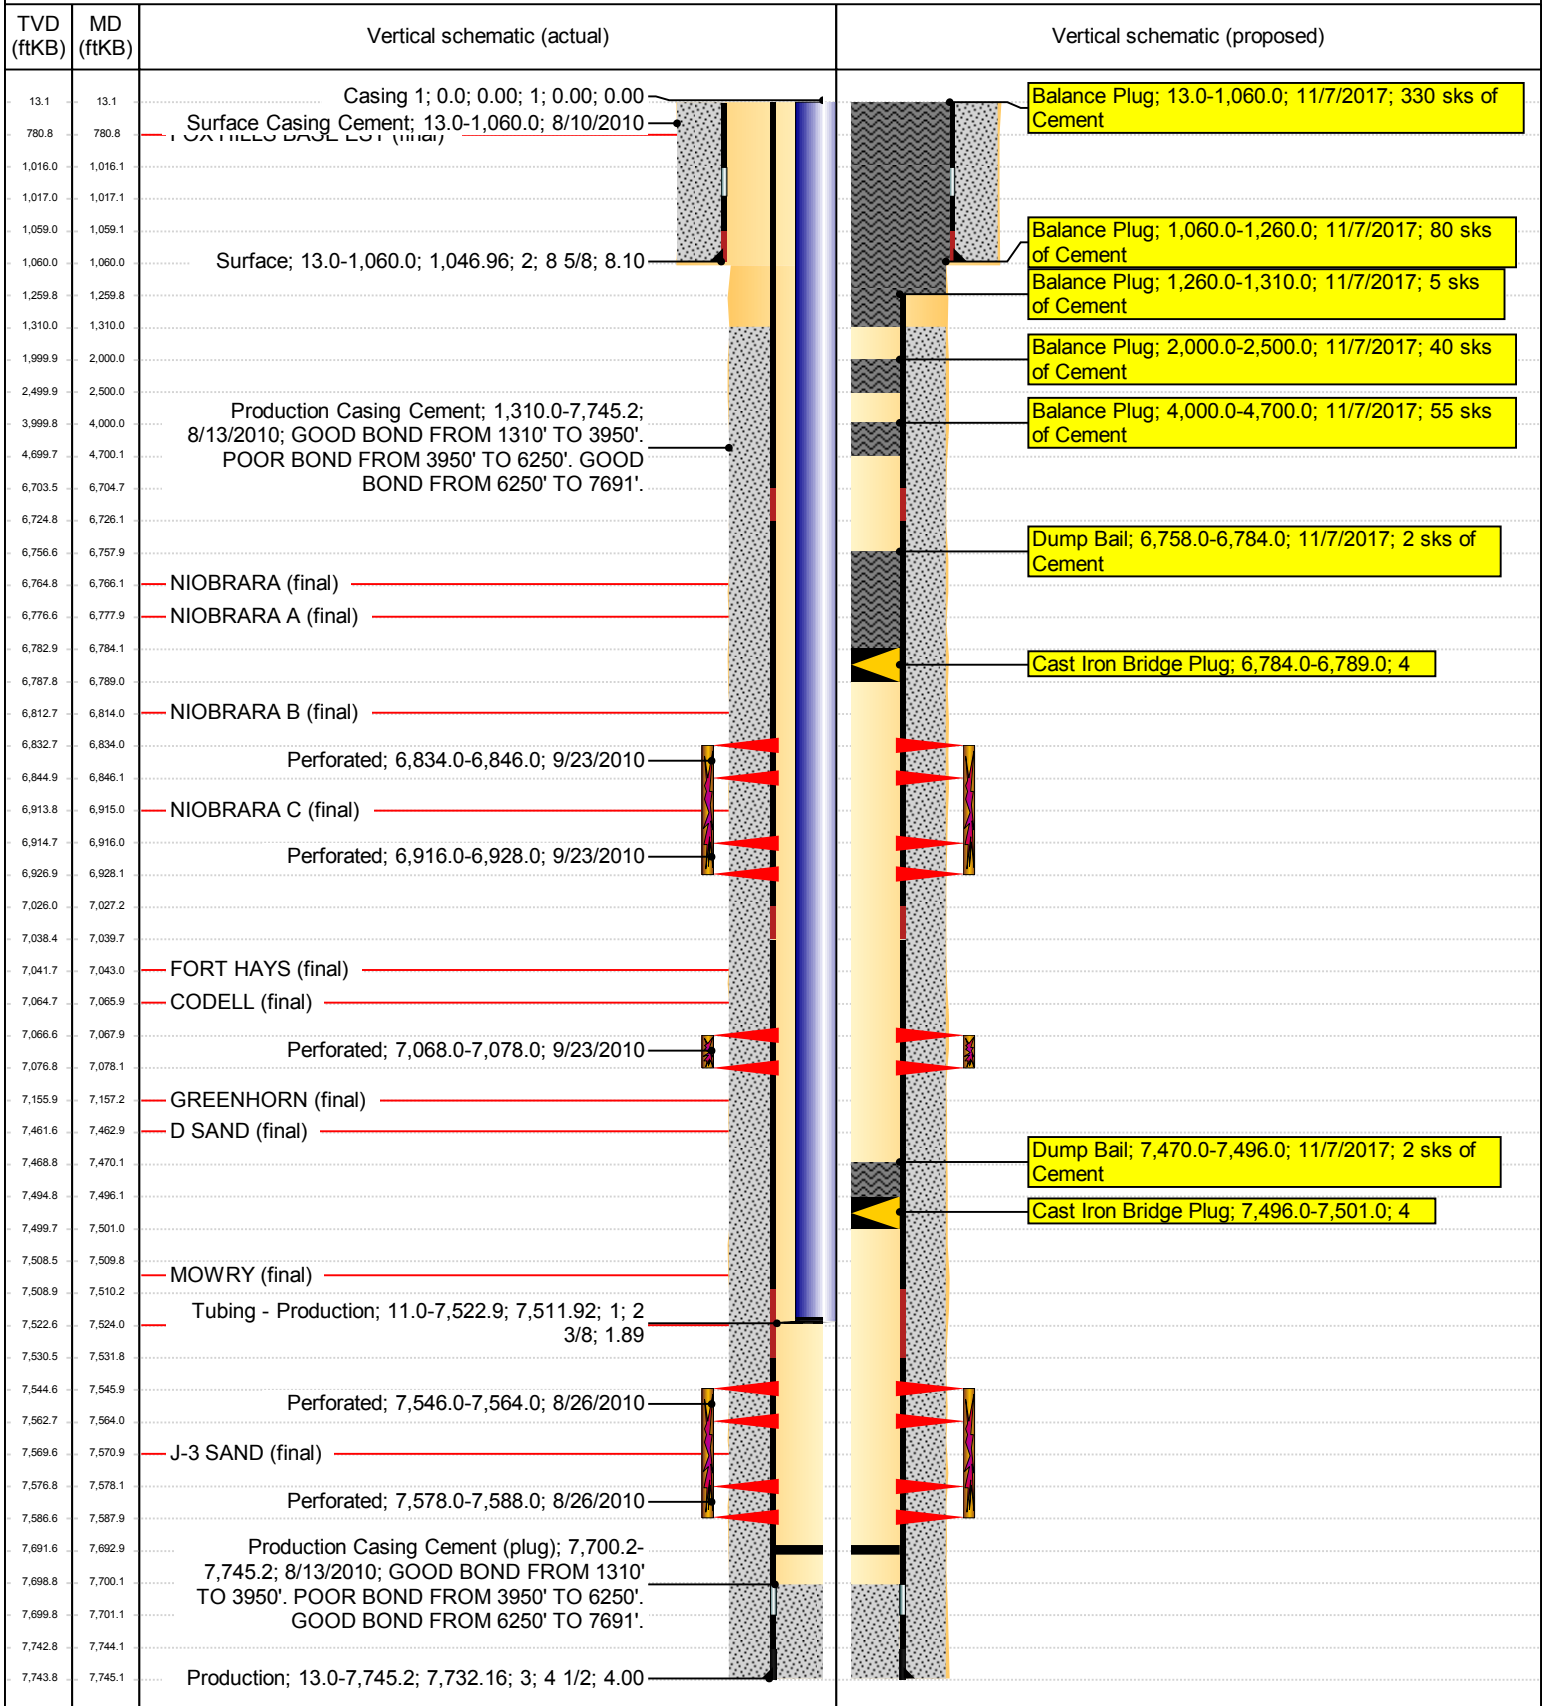 TVD
(ftKB)
MD
(ftKB)
Vertical schematic (actual)
Vertical schematic (proposed)
13.1 13.1
780.8 780.8
1,016.0 1,016.1
1,017.0 1,017.1
1,059.0 1,059.1
1,060.0 1,060.0
1,259.8 1,259.8
1,310.0 1,310.0
1,999.9 2,000.0
2,499.9 2,500.0
3,999.8 4,000.0
4,699.7 4,700.1
6,703.5 6,704.7
6,724.8 6,726.1
6,756.6 6,757.9
6,764.8 6,766.1
6,776.6 6,777.9
6,782.9 6,784.1
6,787.8 6,789.0
6,812.7 6,814.0
6,832.7 6,834.0
6,844.9 6,846.1
6,913.8 6,915.0
6,914.7 6,916.0
6,926.9 6,928.1
7,026.0 7,027.2
7,038.4 7,039.7
7,041.7 7,043.0
7,064.7 7,065.9
7,066.6 7,067.9
7,076.8 7,078.1
7,155.9 7,157.2
7,461.6 7,462.9
7,468.8 7,470.1
7,494.8 7,496.1
7,499.7 7,501.0
7,508.5 7,509.8
7,508.9 7,510.2
7,522.6 7,524.0
7,530.5 7,531.8
7,544.6 7,545.9
7,562.7 7,564.0
7,569.6 7,570.9
7,576.8 7,578.1
7,586.6 7,587.9
7,691.6 7,692.9
7,698.8 7,700.1
7,699.8 7,701.1
7,742.8 7,744.1
7,743.8 7,745.1
Casing 1; 0.0; 0.00; 1; 0.00; 0.00
Surface Casing Cement; 13.0-1,060.0; 8/10/2010
FOX HILLS BASE EST (final)
Surface; 13.0-1,060.0; 1,046.96; 2; 8 5/8; 8.10
Production Casing Cement; 1,310.0-7,745.2;
8/13/2010; GOOD BOND FROM 1310' TO 3950'.
POOR BOND FROM 3950' TO 6250'. GOOD
BOND FROM 6250' TO 7691'.
NIOBRARA (final)
NIOBRARA A (final)
NIOBRARA B (final)
Perforated; 6,834.0-6,846.0; 9/23/2010
NIOBRARA C (final)
Perforated; 6,916.0-6,928.0; 9/23/2010
FORT HAYS (final)
CODELL (final)
Perforated; 7,068.0-7,078.0; 9/23/2010
GREENHORN (final)
D SAND (final)
MOWRY (final)
Tubing - Production; 11.0-7,522.9; 7,511.92; 1; 2
3/8; 1.89
Perforated; 7,546.0-7,564.0; 8/26/2010
J-3 SAND (final)
Perforated; 7,578.0-7,588.0; 8/26/2010
Production Casing Cement (plug); 7,700.2-
7,745.2; 8/13/2010; GOOD BOND FROM 1310'
TO 3950'. POOR BOND FROM 3950' TO 6250'.
GOOD BOND FROM 6250' TO 7691'.
Production; 13.0-7,745.2; 7,732.16; 3; 4 1/2; 4.00
Balance Plug; 13.0-1,060.0; 11/7/2017; 330 sks of
Cement
Balance Plug; 1,060.0-1,260.0; 11/7/2017; 80 sks
of Cement
Balance Plug; 1,260.0-1,310.0; 11/7/2017; 5 sks
of Cement
Balance Plug; 2,000.0-2,500.0; 11/7/2017; 40 sks
of Cement
Balance Plug; 4,000.0-4,700.0; 11/7/2017; 55 sks
of Cement
Dump Bail; 6,758.0-6,784.0; 11/7/2017; 2 sks of
Cement
Cast Iron Bridge Plug; 6,784.0-6,789.0; 4
Dump Bail; 7,470.0-7,496.0; 11/7/2017; 2 sks of
Cement
Cast Iron Bridge Plug; 7,496.0-7,501.0; 4